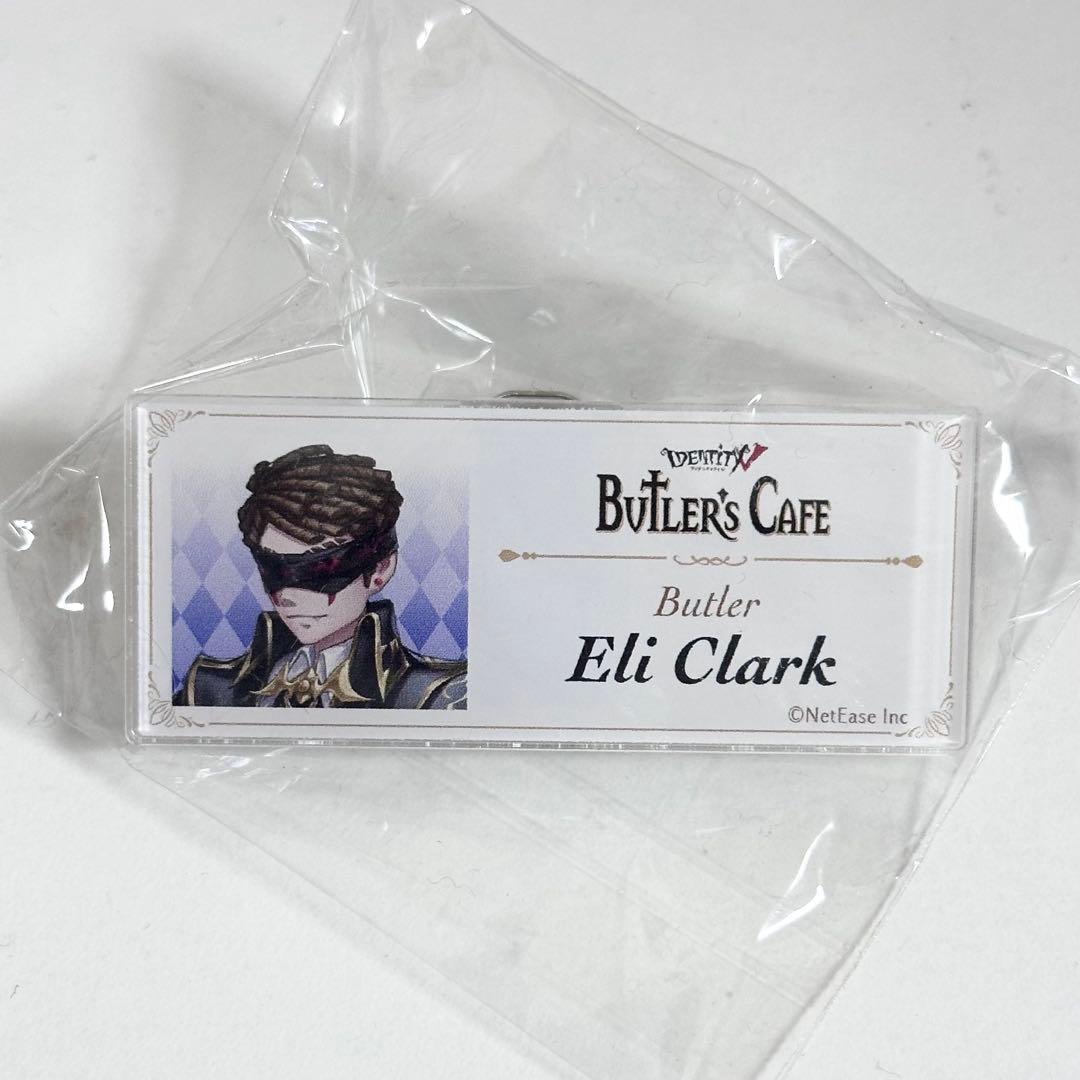 IDENTITY V
BUTLER'S CAFE
Butler
Eli Clark
©NetEase Inc